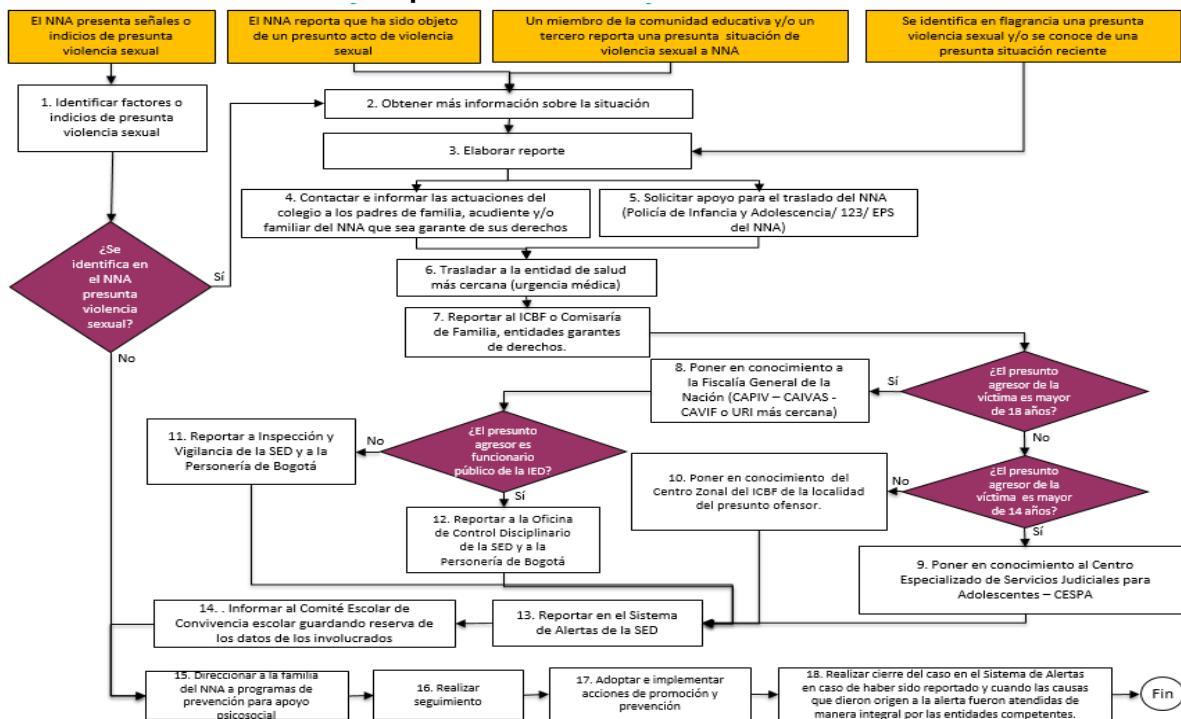 El NNA presenta señales o
indicios de presunta
violencia sexual
El NNA reporta que ha sido objeto
de un presunto acto de violencia
sexual
Un miembro de la comunidad educativa y/o un
tercero reporta una presunta situación de
violencia sexual a NNA
Se identifica en flagrancia una presunta
violencia sexual y/o se conoce de una
presunta situación reciente
1. Identificar factores o
indicios de presunta
violencia sexual
2. Obtener más información sobre la situación
3. Elaborar reporte
4. Contactar e informar las actuaciones del
colegio a los padres de familia, acudiente y/o
familiar del NNA que sea garante de sus derechos
5. Solicitar apoyo para el traslado del NNA
(Policía de Infancia y Adolescencia/ 123/ EPS
del NNA)
¿Se
identifica en
el NNA
presunta
violencia
sexual?
Sí
No
6. Trasladar a la entidad de salud
más cercana (urgencia médica)
7. Reportar al ICBF o Comisaría
de Familia, entidades garantes
de derechos.
8. Poner en conocimiento a
la Fiscalía General de la
Nación (CAPIV – CAIVAS -
CAVIF o URI más cercana)
Sí
¿El presunto
agresor de la
víctima es mayor
de 18 años?
No
11. Reportar a Inspección y
Vigilancia de la SED y a la
Personería de Bogotá
No
¿El presunto
agresor es
funcionario
público de la IED?
Sí
10. Poner en conocimiento del
Centro Zonal del ICBF de la localidad
del presunto ofensor.
No
¿El presunto
agresor de la
víctima es mayor
de 14 años?
Sí
12. Reportar a la Oficina
de Control Disciplinario
de la SED y a la
Personería de Bogotá
9. Poner en conocimiento al Centro
Especializado de Servicios Judiciales para
Adolescentes – CESPA
14. . Informar al Comité Escolar de
Convivencia escolar guardando reserva de
los datos de los involucrados
13. Reportar en el Sistema
de Alertas de la SED
15. Direccionar a la familia
del NNA a programas de
prevención para apoyo
psicosocial
16. Realizar
seguimiento
17. Adoptar e implementar
acciones de promoción y
prevención
18. Realizar cierre del caso en el Sistema de Alertas
en caso de haber sido reportado y cuando las causas
que dieron origen a la alerta fueron atendidas de
manera integral por las entidades competentes.
Fin